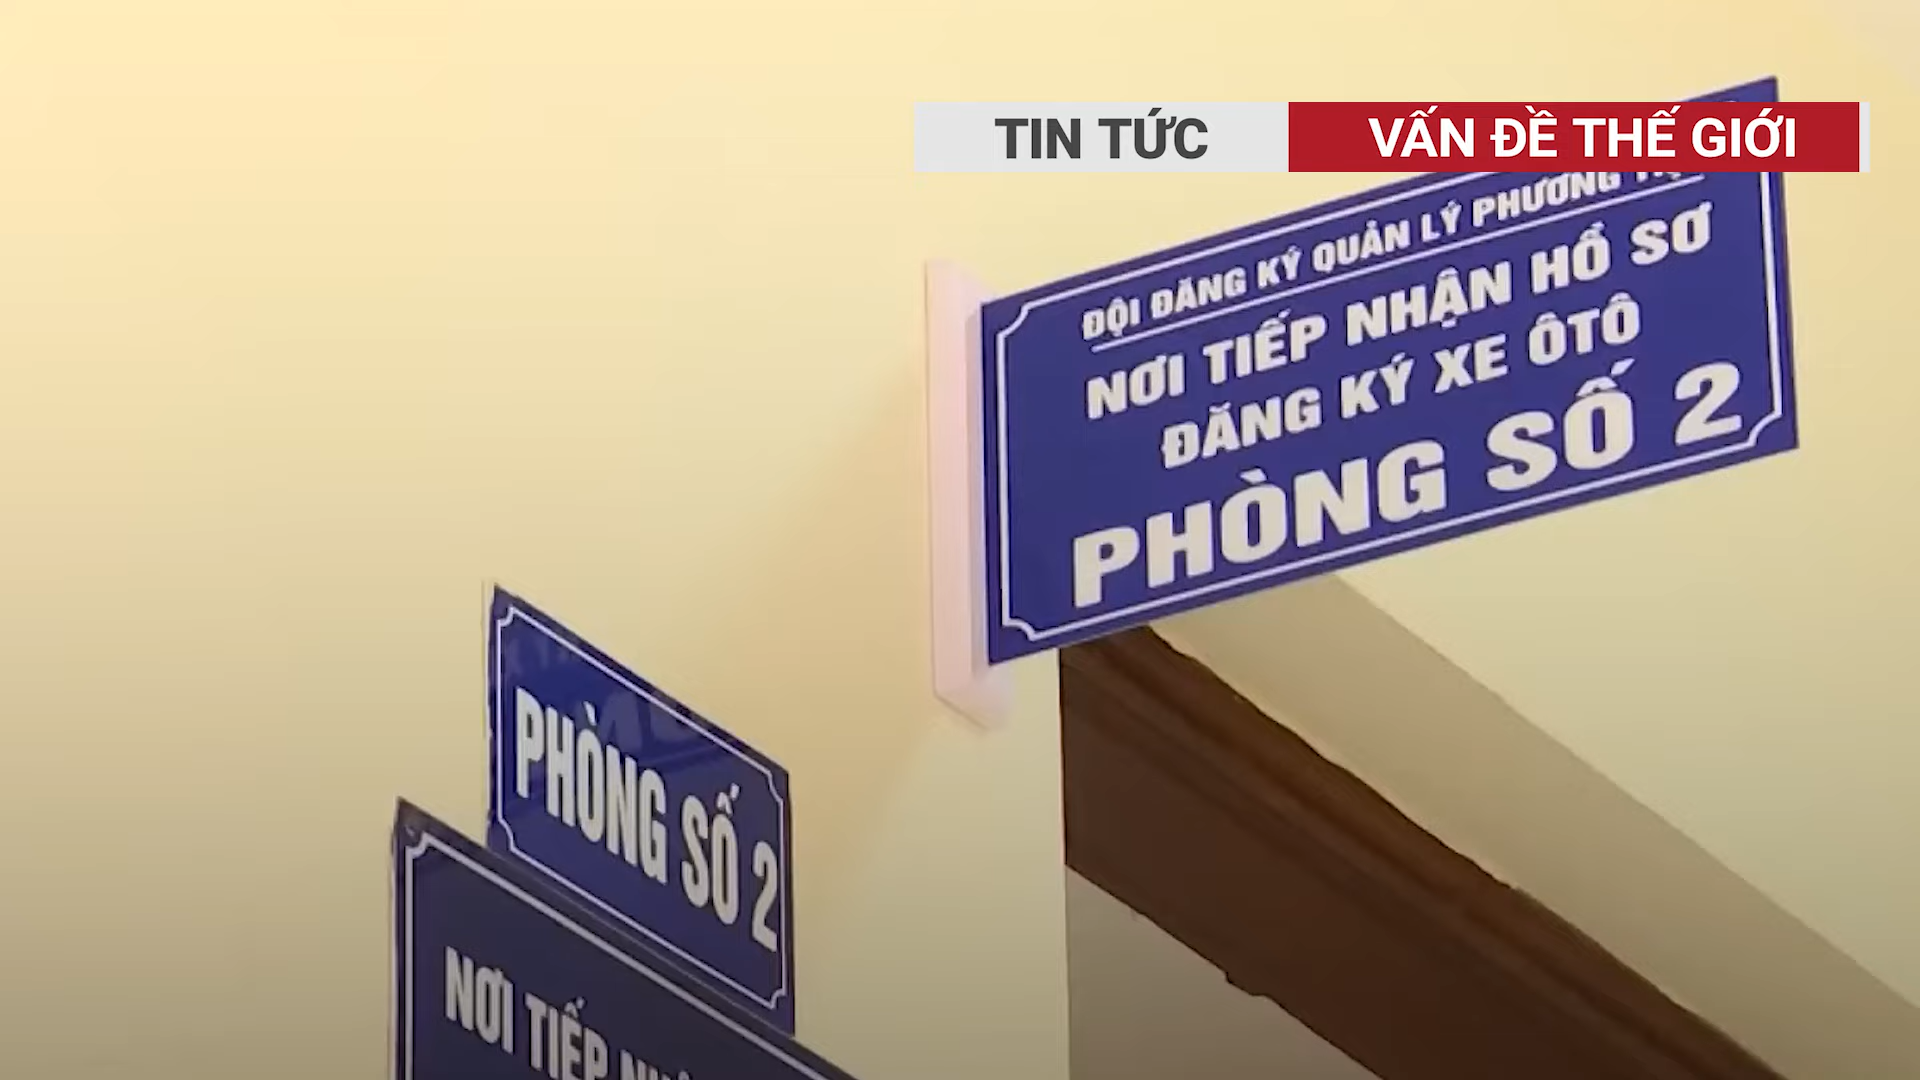 TIN TỨC
VẤN ĐỀ THẾ GIỚI
ĐỘI ĐĂNG KÝ QUẢN LÝ PHƯƠNG
NƠI TIẾP NHẬN HỒ SƠ
ĐĂNG KÝ XE ÔTÔ
PHÒNG SỐ 2
PHÒNG SỐ 2
NƠI TIẾP